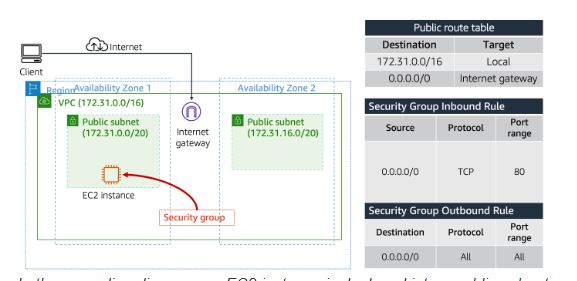 Internet
Client
Region
Availability Zone 1
Availability Zone 2
VPC (172.31.0.0/16)
Public subnet
(172.31.0.0/20)
Internet
gateway
Public subnet
(172.31.16.0/20)
EC2 instance
Security group
Public route table
Destination Target
172.31.0.0/16 Local
0.0.0.0/0 Internet gateway
Security Group Inbound Rule
Source Protocol Port
range
0.0.0.0/0 TCP 80
Security Group Outbound Rule
Destination Protocol Port
range
0.0.0.0/0 All All